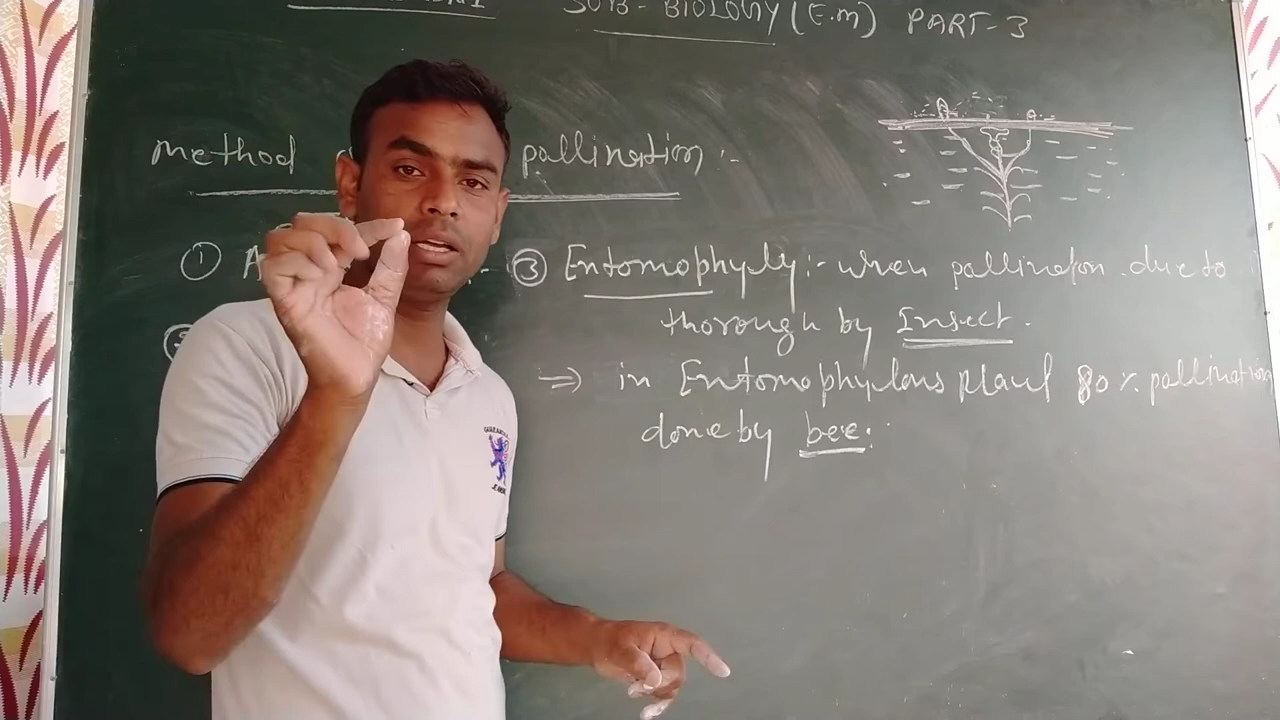 SUB - BIOLOGY (E.M) PART-3
method pallination :-
① A
③ Entomophyly :- when pallination due to
thorough by Insect.
⇒ in Entomophylous plant 80 % pallination
done by bee.
②